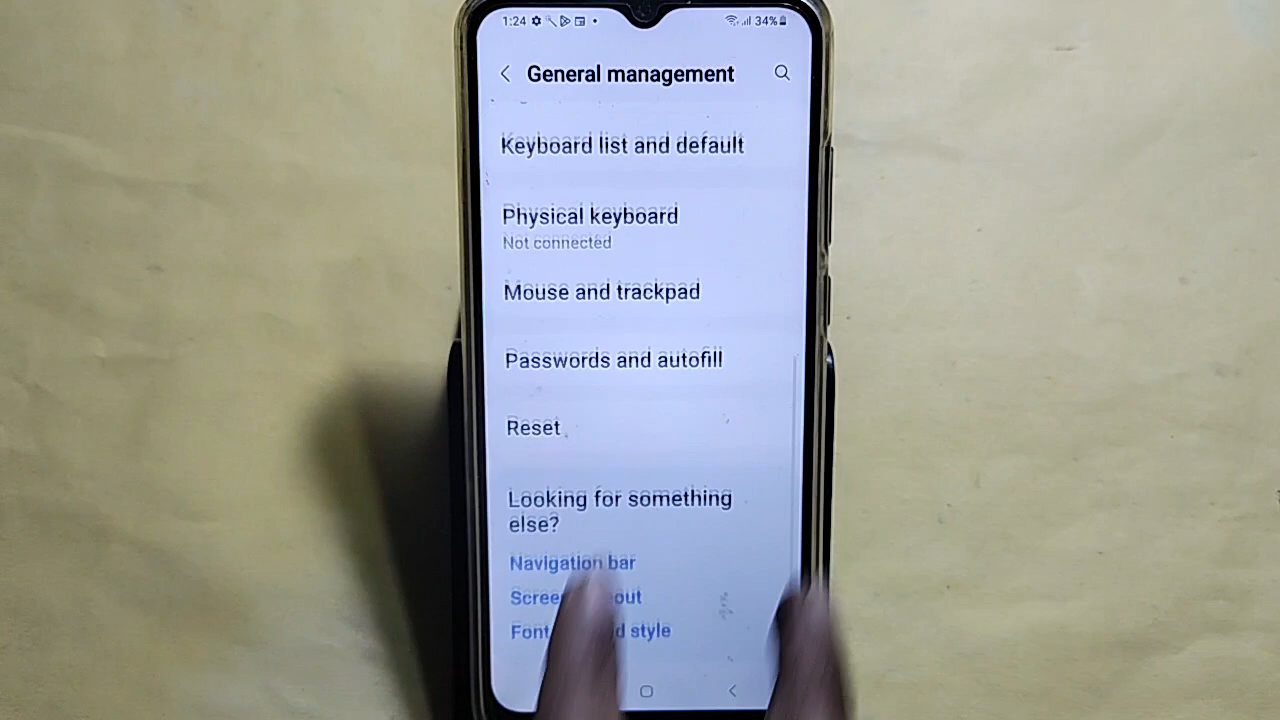 1:24
34%
General management
Keyboard list and default
Physical keyboard
Not connected
Mouse and trackpad
Passwords and autofill
Reset
Looking for something
else?
Navigation bar
Screen out
Font style